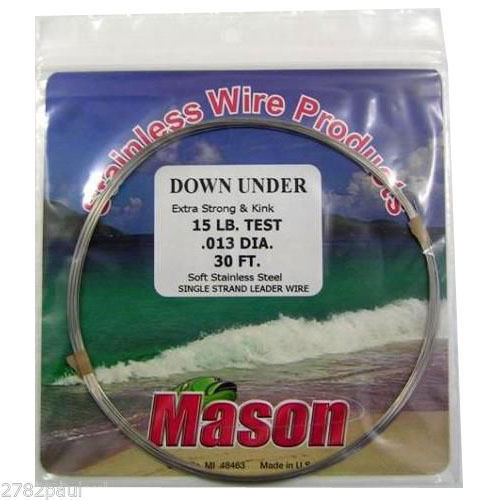 Stainless Wire Products
DOWN UNDER
Extra Strong & Kink
15 LB. TEST
.013 DIA.
30 FT.
Soft Stainless Steel
SINGLE STRAND LEADER WIRE
Mason
MI 48463 Made in U.S.